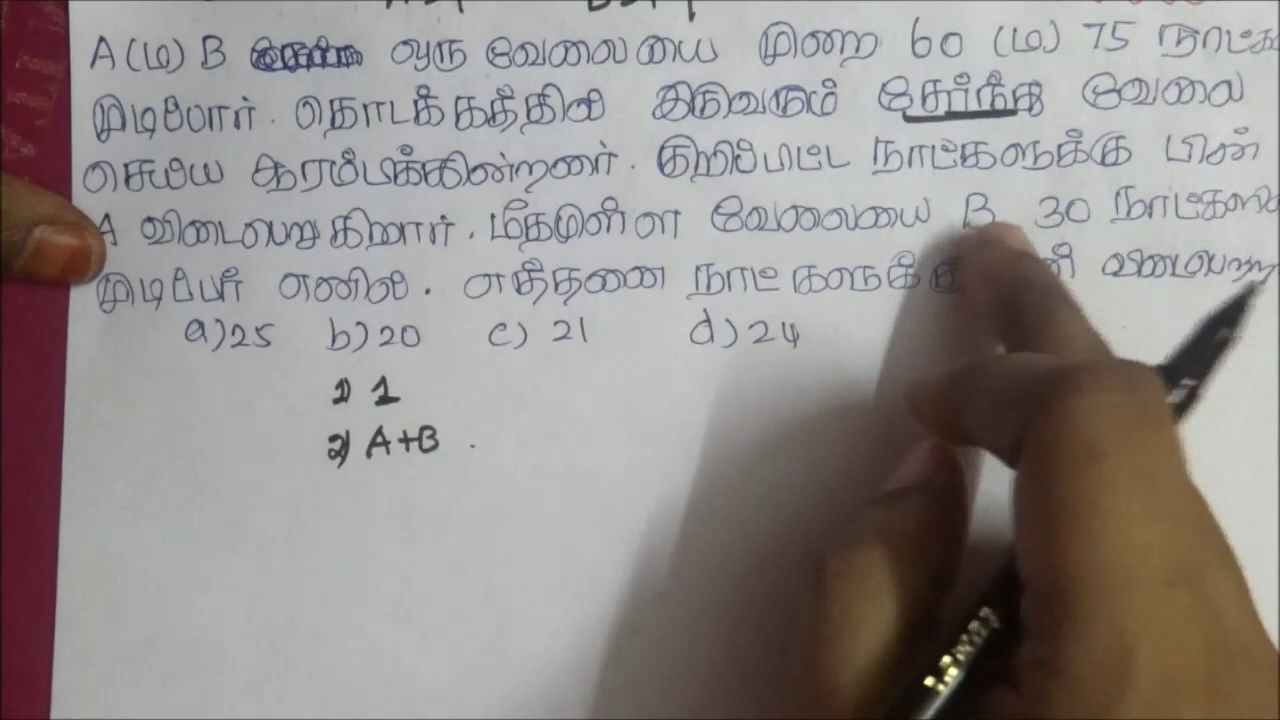 A (ம) B ஒரு வேலையை முறை 60 (ம) 75 நாட்க
முடிப்பார். தொடக்கத்தில் இருவரும் சேர்ந்து வேலை
செய்ய ஆரம்பிக்கின்றனர். குறிப்பிட்ட நாட்களுக்கு பின்
A விடைபெறுகிறார். மீதமுள்ள வேலையை B 30 நாட்களில்
முடிப்பர் எனில். எத்தனை நாட்களுக்கு விடைபெற்ற
a) 25 b) 20 c) 21 d) 24
1) 1
2) A+B .